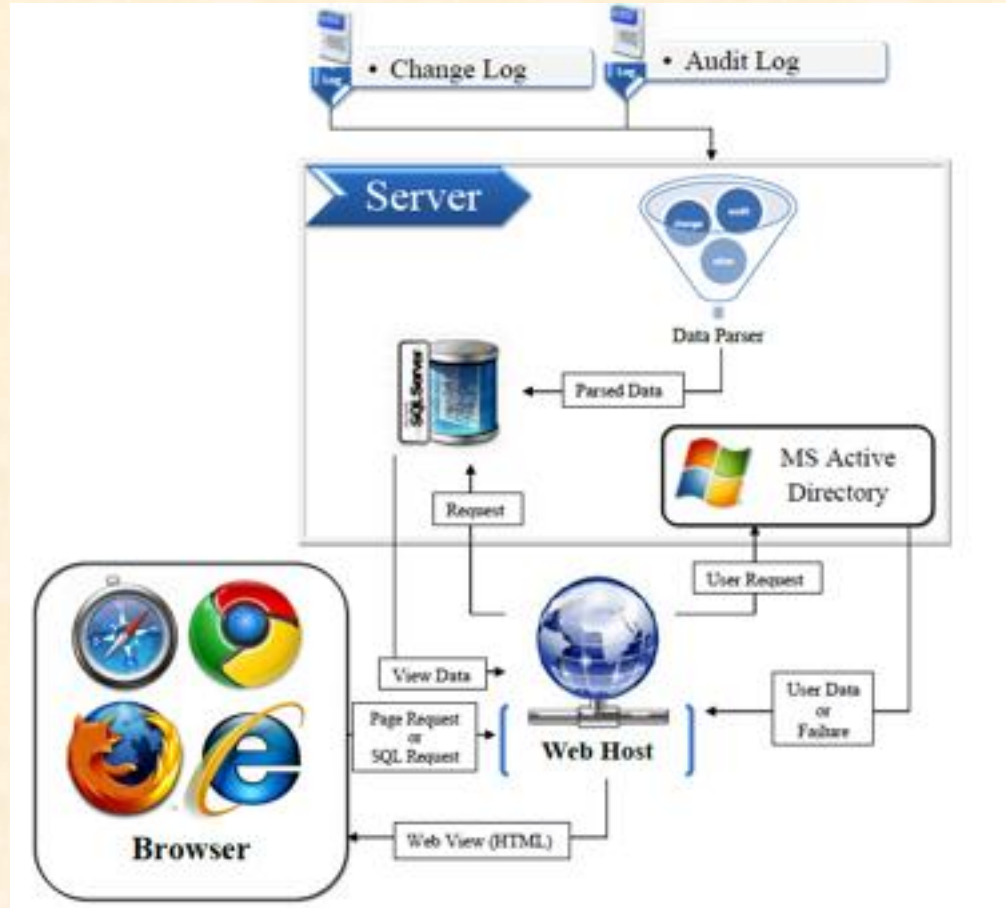 • Change Log
• Audit Log
Log
Log
Server
change
audit
Data Parser
SQL Server
Parsed Data
MS Active
Directory
Request
User Request
View Data
User Data
or
Failure
Page Request
or
SQL Request
Web Host
Browser
Web View (HTML)